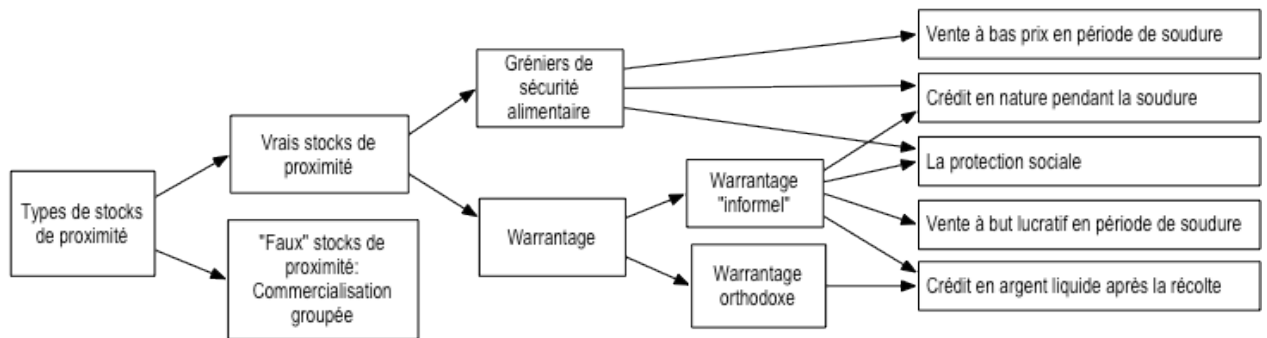 Types de stocks
de proximité
Vrais stocks de
proximité
"Faux" stocks de
proximité:
Commercialisation
groupée
Gréniers de
sécurité
alimentaire
Warrantage
Warrantage
"informel"
Warrantage
orthodoxe
Vente à bas prix en période de soudure
Crédit en nature pendant la soudure
La protection sociale
Vente à but lucratif en période de soudure
Crédit en argent liquide après la récolte